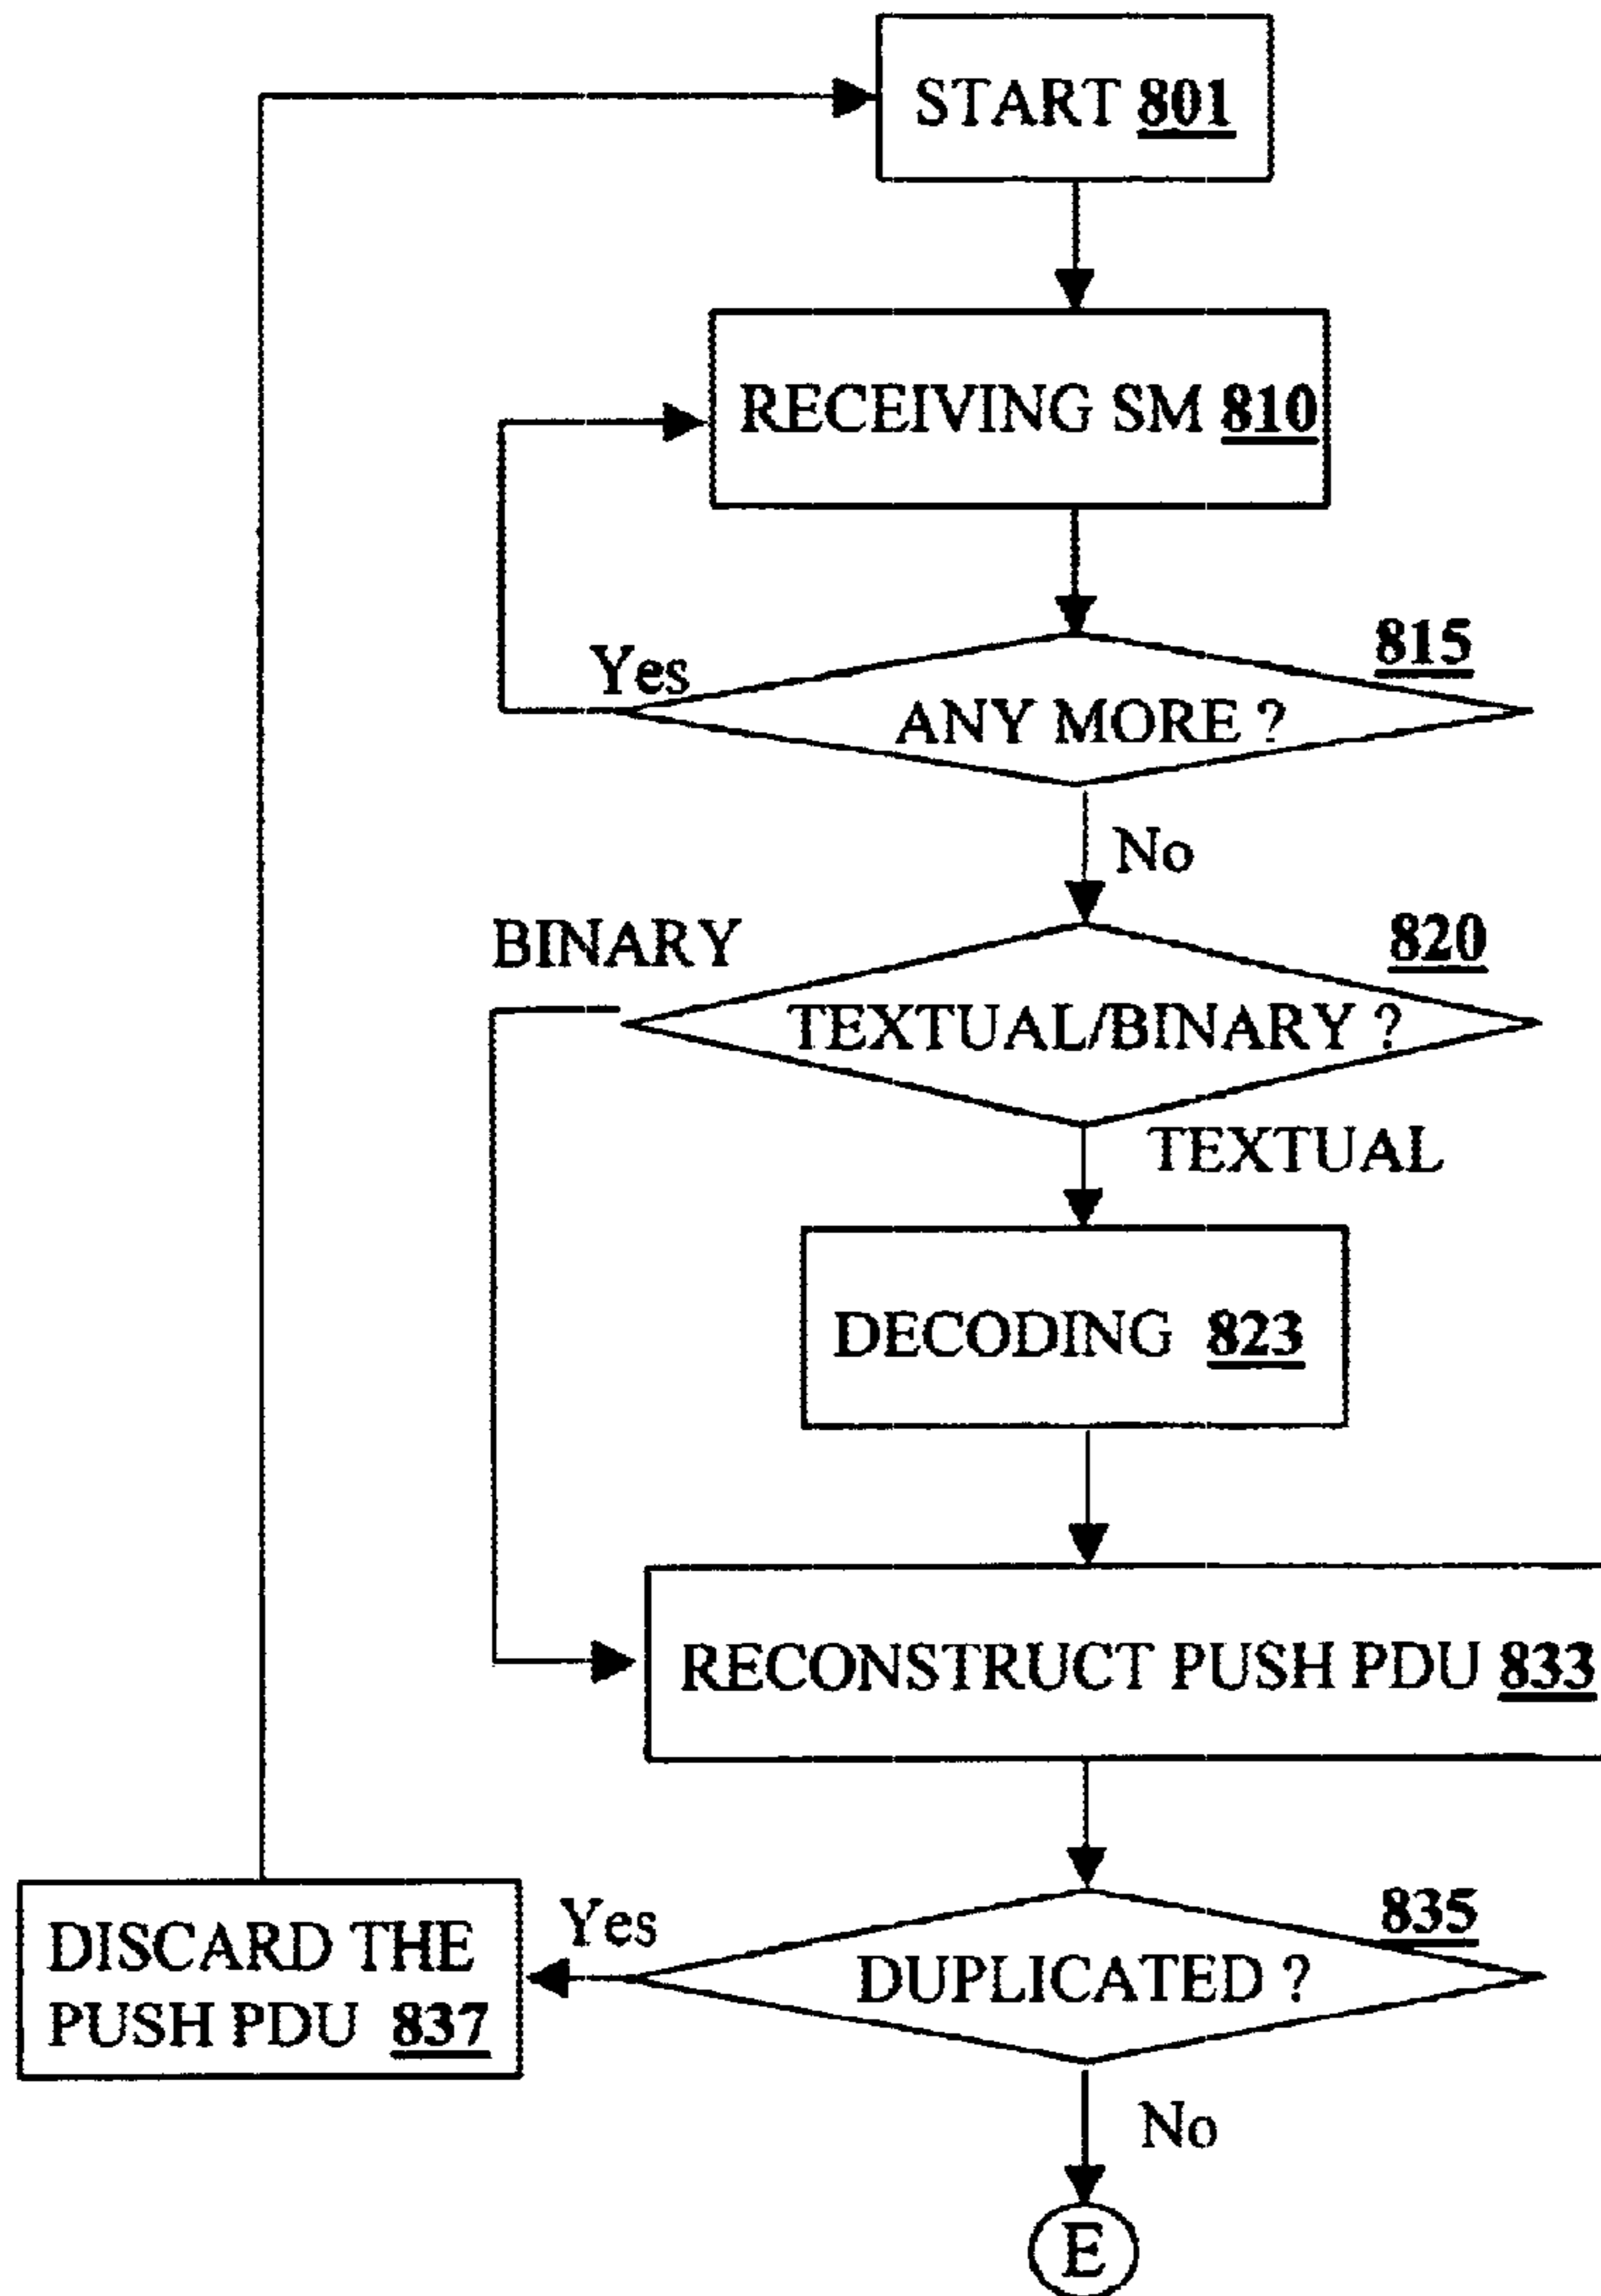 START 801
RECEIVING SM 810
815
Yes
ANY MORE ?
No
BINARY
820
TEXTUAL/BINARY ?
TEXTUAL
DECODING 823
RECONSTRUCT PUSH PDU 833
835
Yes
DISCARD THE
PUSH PDU 837
DUPLICATED ?
No
E